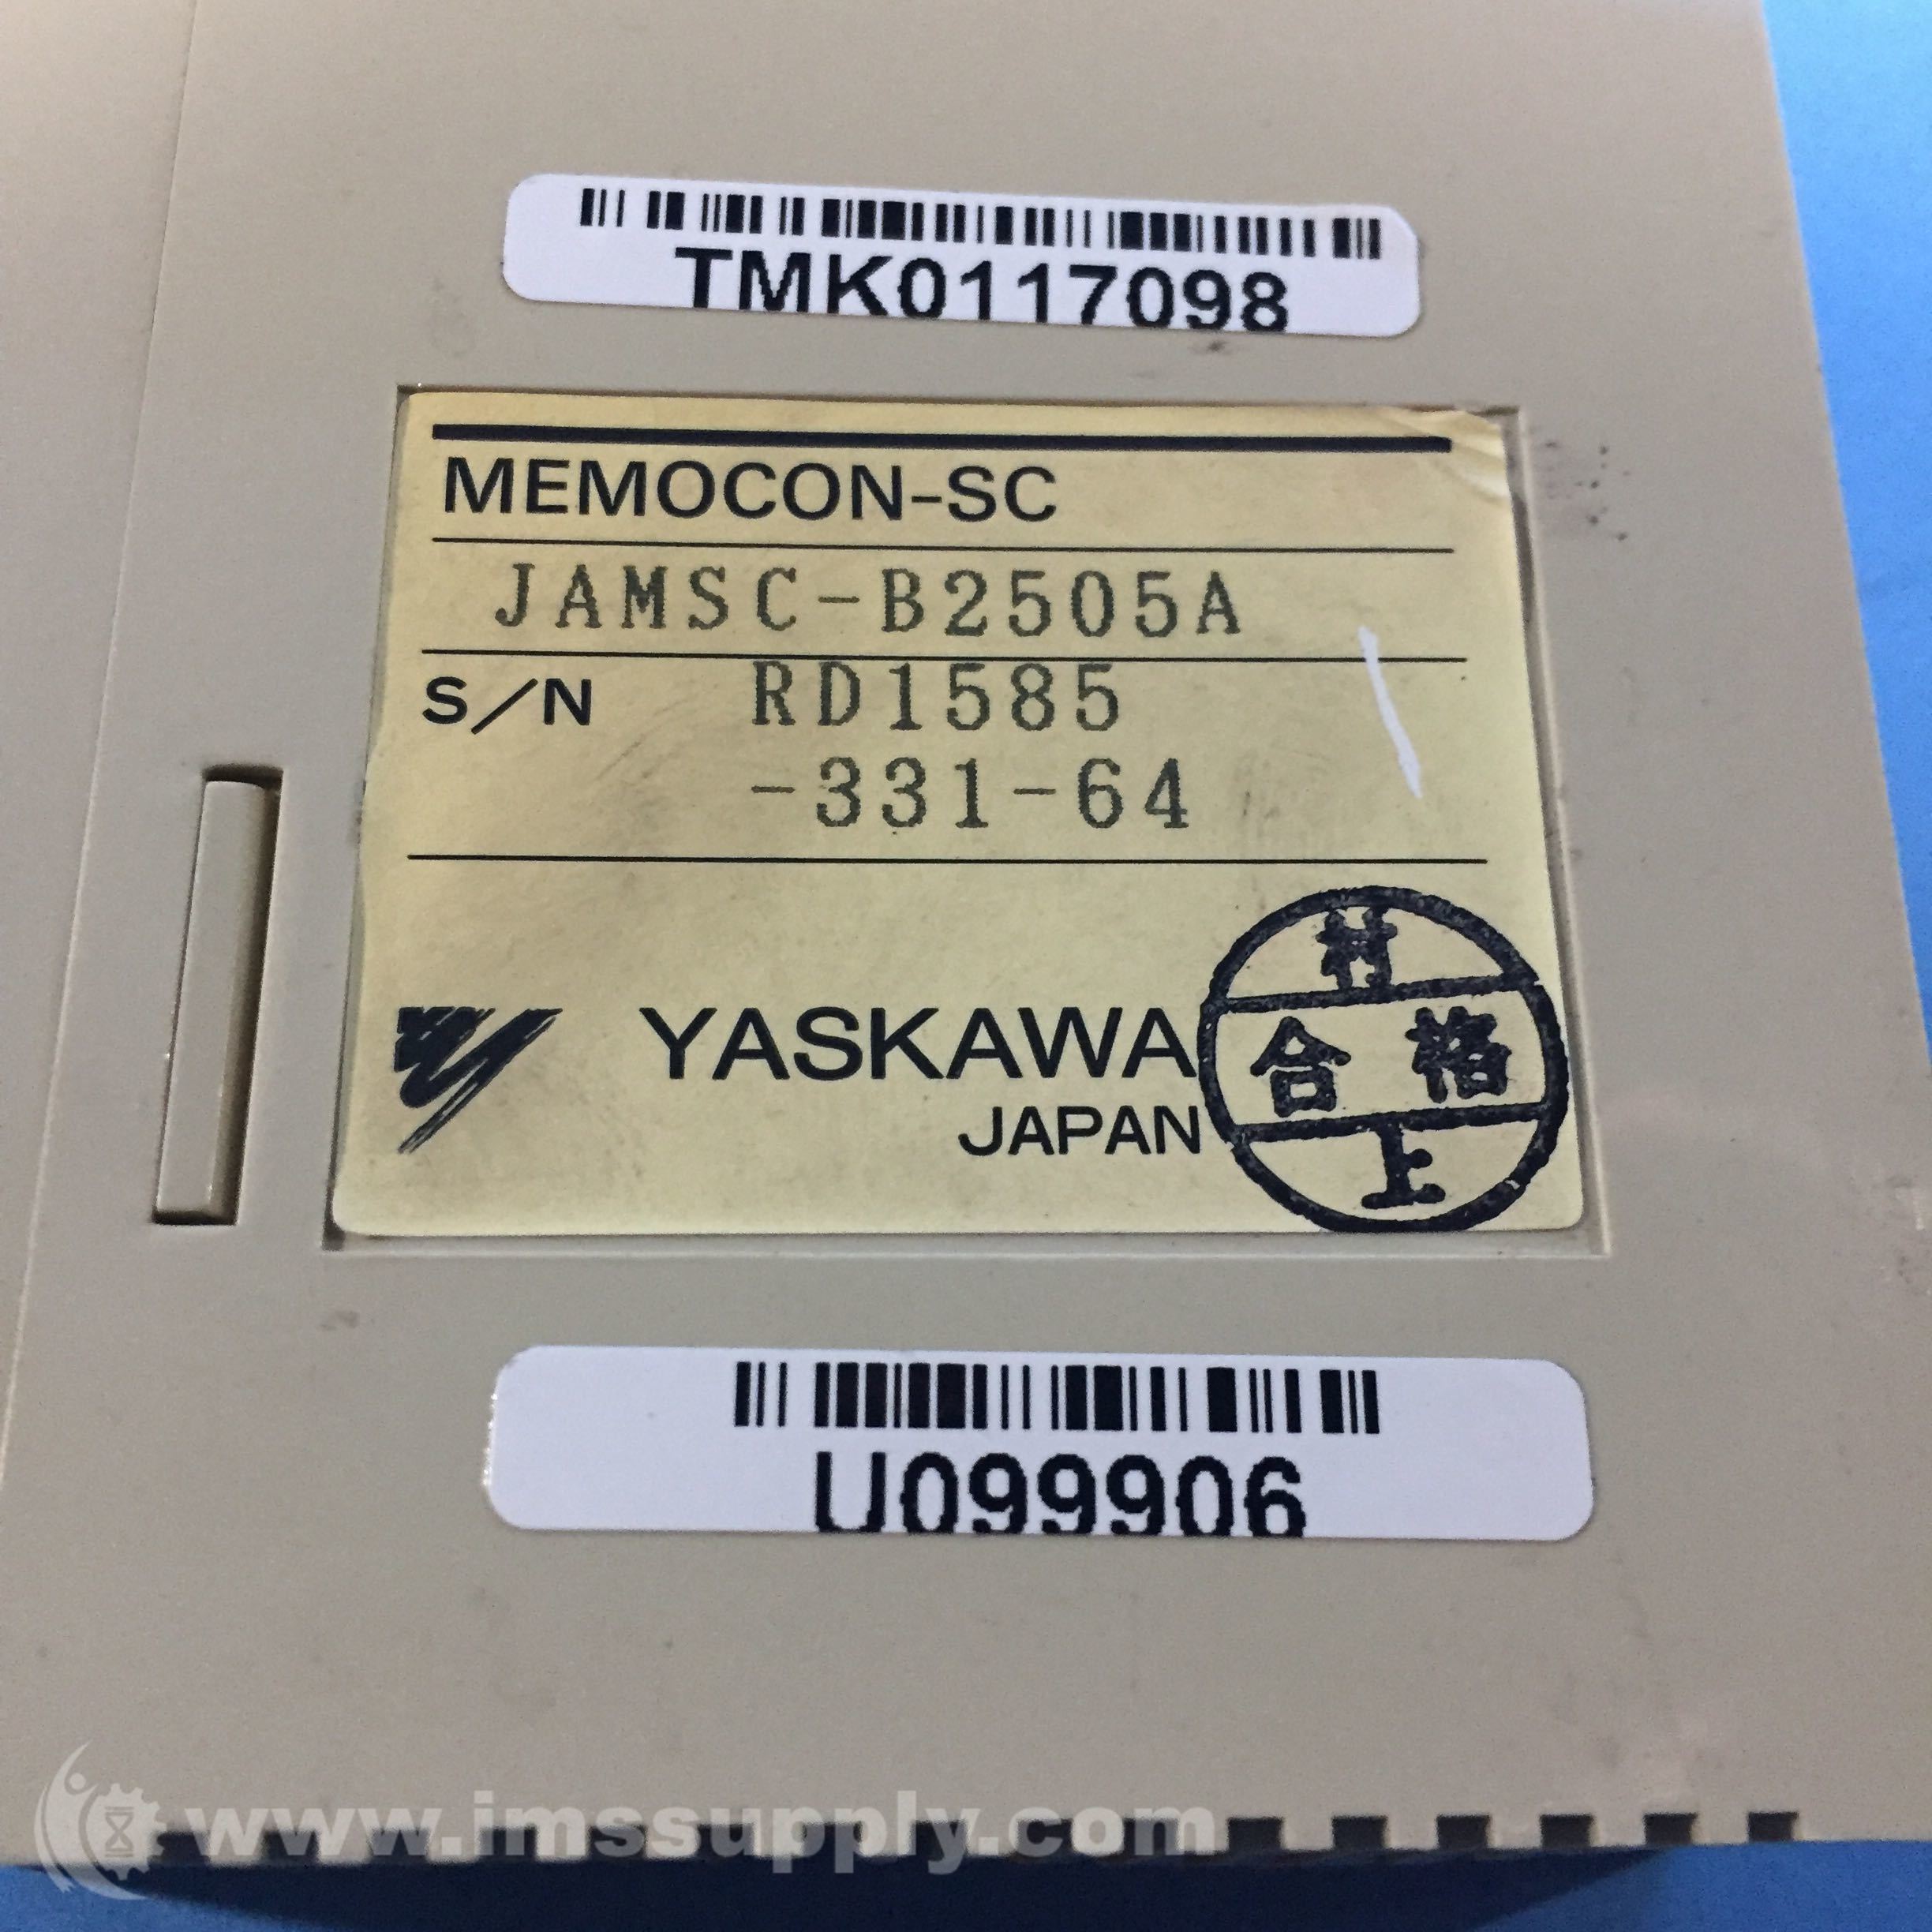 TMK0117098
MEMOCON-SC
JAMSC-B2505A
S/N RD1585
-331-64
YASKAWA
JAPAN
村
合格
上
U099906
www.imssupply.com